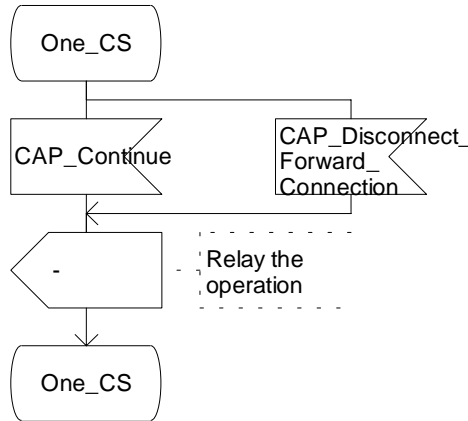 One_CS
CAP_Continue
CAP_Disconnect_
Forward_
Connection
-
Relay the
operation
One_CS